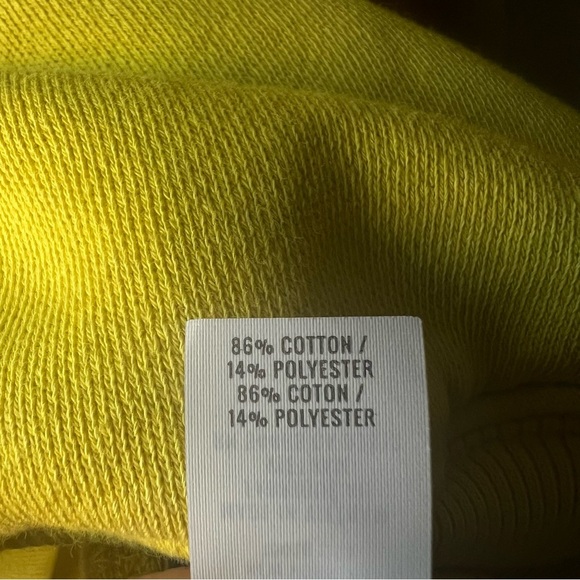 86% COTTON /
14% POLYESTER
86% COTON /
14% POLYESTER